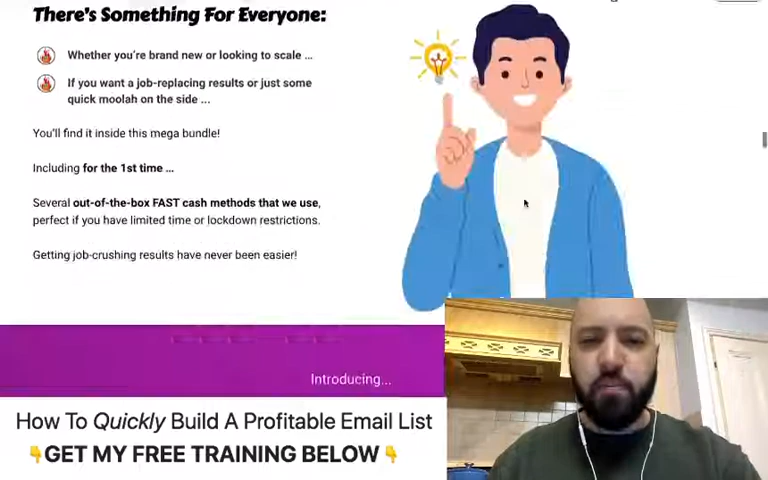 There's Something For Everyone:
Whether you're brand new or looking to scale ...
If you want a job-replacing results or just some
quick moolah on the side ...
You'll find it inside this mega bundle!
Including for the 1st time ...
Several out-of-the-box FAST cash methods that we use,
perfect if you have limited time or lockdown restrictions.
Getting job-crushing results have never been easier!
Introducing...
How To Quickly Build A Profitable Email List
👇GET MY FREE TRAINING BELOW👇